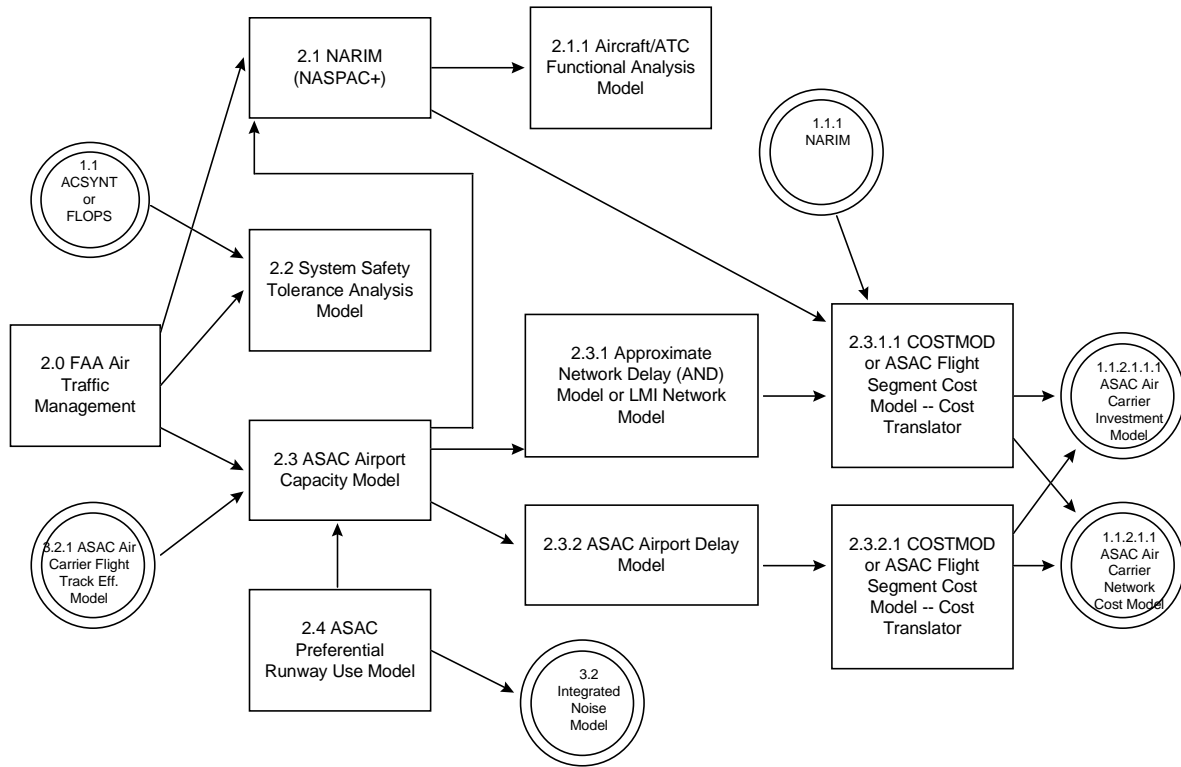 2.1 NARIM
(NASPAC+)
2.1.1 Aircraft/ATC
Functional Analysis
Model
1.1.1
NARIM
1.1
ACSYNT
or
FLOPS
2.2 System Safety
Tolerance Analysis
Model
2.0 FAA Air
Traffic
Management
2.3.1 Approximate
Network Delay (AND)
Model or LMI Network
Model
2.3.1.1 COSTMOD
or ASAC Flight
Segment Cost
Model -- Cost
Translator
1.1.2.1.1.1
ASAC Air
Carrier
Investment
Model
2.3 ASAC Airport
Capacity Model
3.2.1 ASAC Air
Carrier Flight
Track Eff.
Model
2.3.2 ASAC Airport Delay
Model
2.3.2.1 COSTMOD
or ASAC Flight
Segment Cost
Model -- Cost
Translator
1.1.2.1.1
ASAC Air
Carrier
Network
Cost Model
2.4 ASAC
Preferential
Runway Use Model
3.2
Integrated
Noise
Model